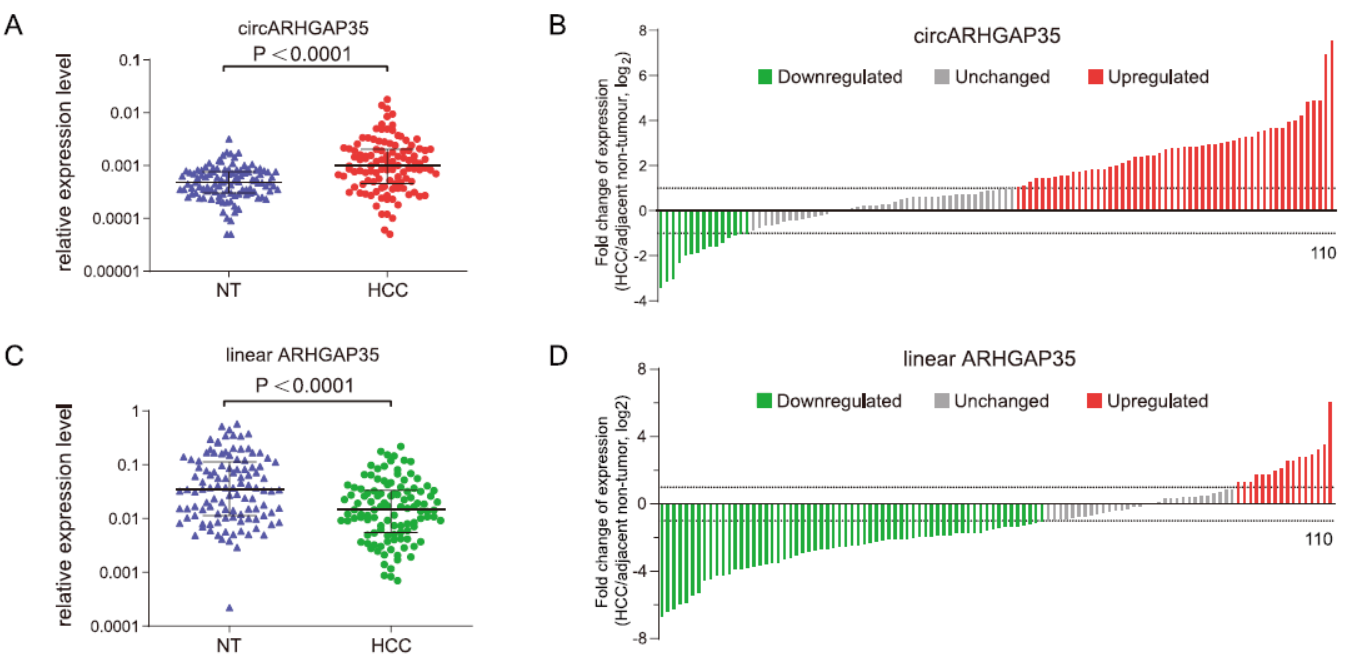 A
circARHGAP35
P < 0.0001
relative expression level
0.1
0.01
0.001
0.0001
0.00001
NT
HCC
B
circARHGAP35
Downregulated
Unchanged
Upregulated
Fold change of expression
(HCC/adjacent non-tumour, log2)
8
6
4
2
0
-2
-4
110
C
linear ARHGAP35
P < 0.0001
relative expression level
1
0.1
0.01
0.001
0.0001
NT
HCC
D
linear ARHGAP35
Downregulated
Unchanged
Upregulated
Fold change of expression
(HCC/adjacent non-tumor, log2)
8
4
0
-4
-8
110